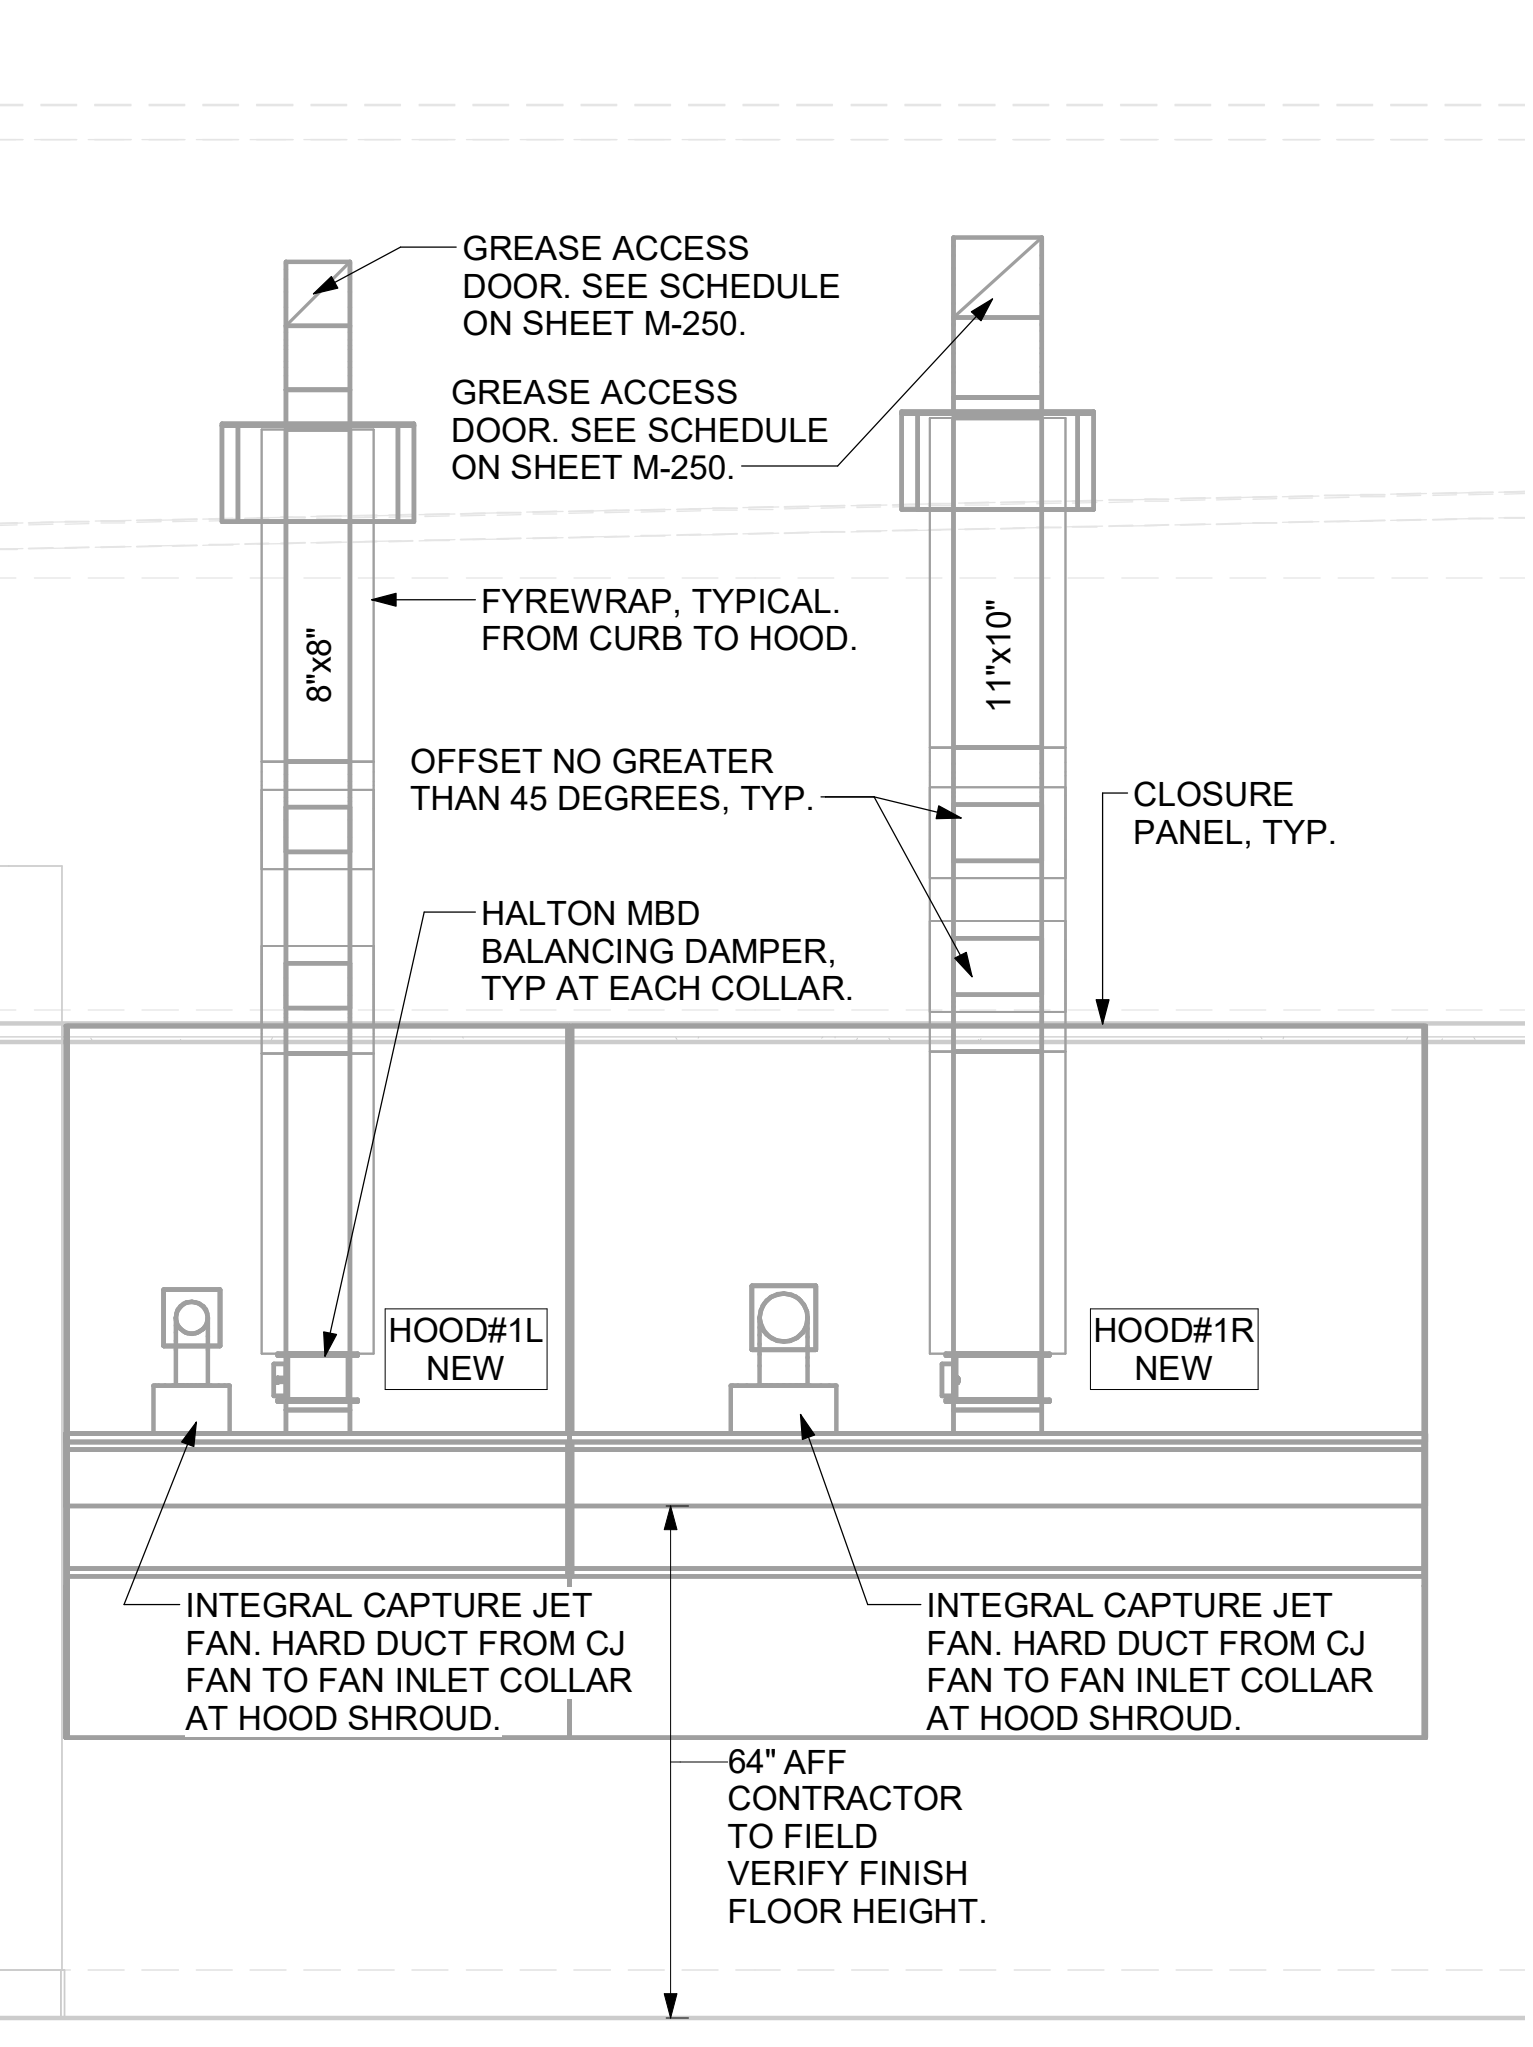 GREASE ACCESS
DOOR. SEE SCHEDULE
ON SHEET M-250.
GREASE ACCESS
DOOR. SEE SCHEDULE
ON SHEET M-250.
FYREWRAP, TYPICAL.
FROM CURB TO HOOD.
8"x8"
11"x10"
OFFSET NO GREATER
THAN 45 DEGREES, TYP.
CLOSURE
PANEL, TYP.
HALTON MBD
BALANCING DAMPER,
TYP AT EACH COLLAR.
HOOD#1L
NEW
HOOD#1R
NEW
INTEGRAL CAPTURE JET
FAN. HARD DUCT FROM CJ
FAN TO FAN INLET COLLAR
AT HOOD SHROUD.
INTEGRAL CAPTURE JET
FAN. HARD DUCT FROM CJ
FAN TO FAN INLET COLLAR
AT HOOD SHROUD.
64" AFF
CONTRACTOR
TO FIELD
VERIFY FINISH
FLOOR HEIGHT.